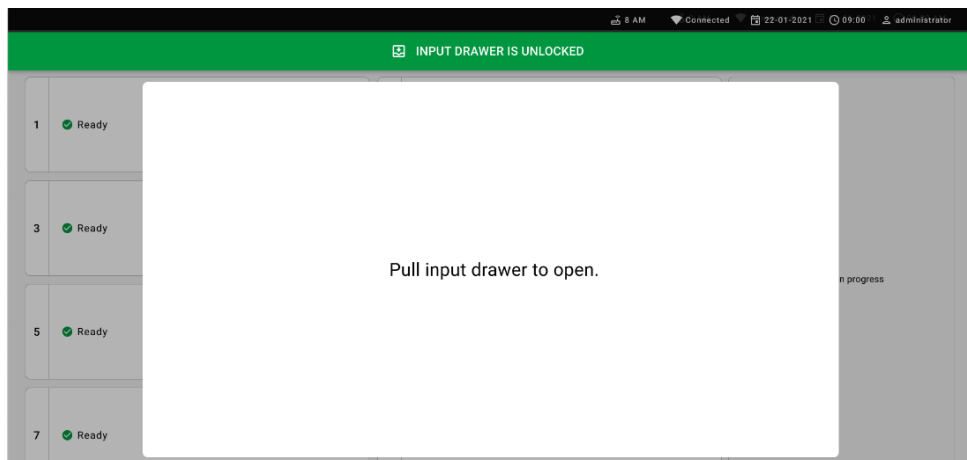 8 AM Connected 22-01-2021 09:00 administrator
INPUT DRAWER IS UNLOCKED
1 Ready
3 Ready
Pull input drawer to open.
n progress
5 Ready
7 Ready